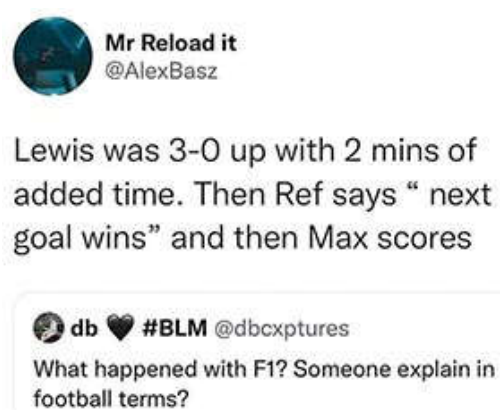 Mr Reload it
@AlexBasz
Lewis was 3-0 up with 2 mins of
added time. Then Ref says “ next
goal wins” and then Max scores
db 🖤 #BLM @dbcxptures
What happened with F1? Someone explain in
football terms?